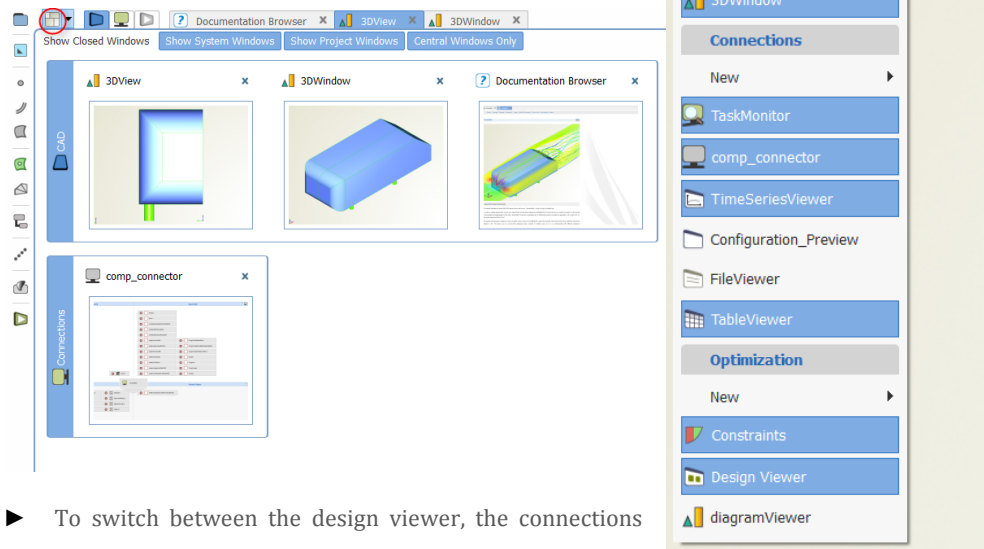 Documentation Browser X 3DView X 3DWindow X
Show Closed Windows Show System Windows Show Project Windows Central Windows Only
CAD
3DView x
3DWindow x
? Documentation Browser x
Connections
comp_connector x
► To switch between the design viewer, the connections
3DWindow
Connections
New
TaskMonitor
comp_connector
TimeSeriesViewer
Configuration_Preview
FileViewer
TableViewer
Optimization
New
Constraints
Design Viewer
diagramViewer